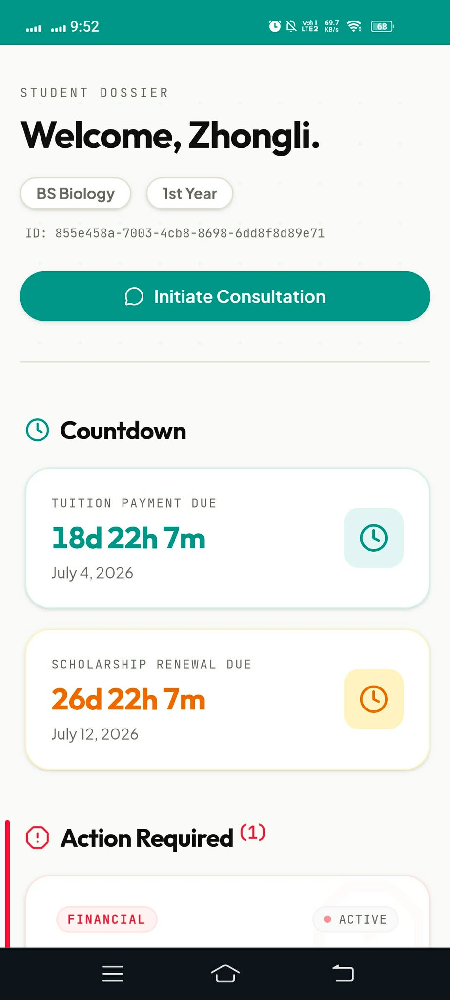 9:52
Vo) 1
LTE2
69.7
KB/s
68
STUDENT DOSSIER
Welcome, Zhongli.
BS Biology
1st Year
ID: 855e458a-7003-4cb8-8698-6dd8f8d89e71
Initiate Consultation
Countdown
TUITION PAYMENT DUE
18d 22h 7m
July 4, 2026
SCHOLARSHIP RENEWAL DUE
26d 22h 7m
July 12, 2026
Action Required (1)
FINANCIAL
ACTIVE